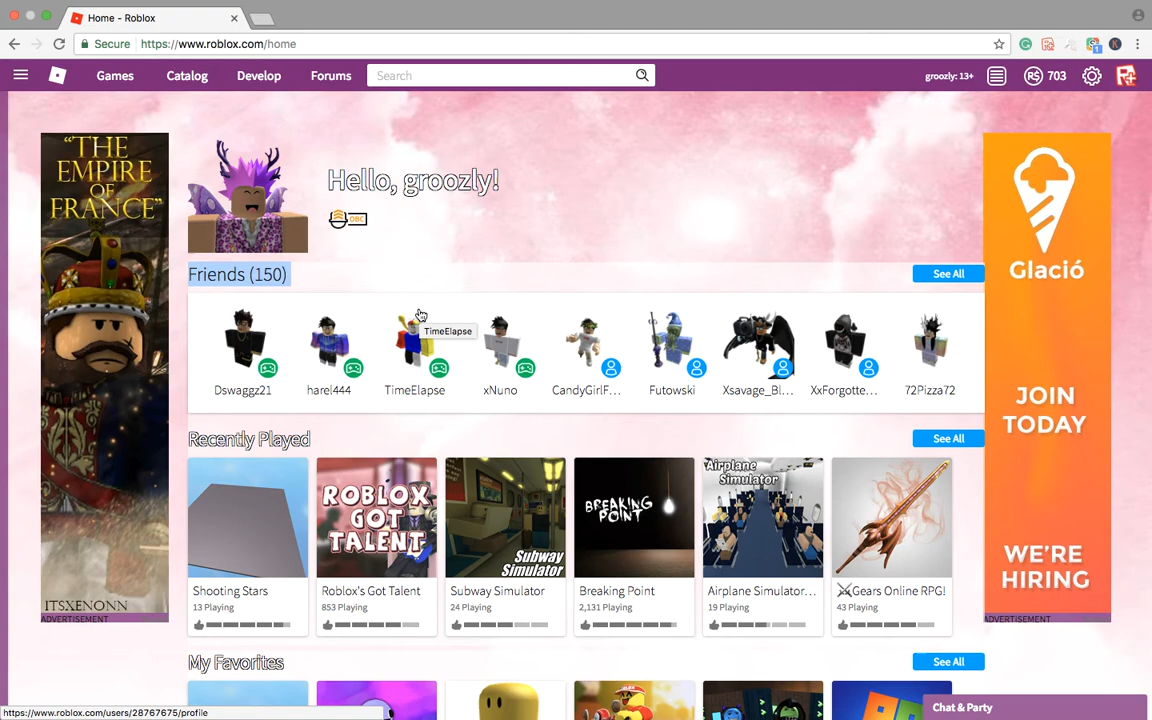 Home - Roblox
Secure https://www.roblox.com/home
Games Catalog Develop Forums Search groozly: 13+ R$ 703
"THE
EMPIRE
OF
FRANCE"
ITSXENONN
ADVERTISEMENT
Hello, groozly!
OBC
Friends (150) See All
TimeElapse
Dswaggz21 harel444 TimeElapse xNuno CandyGirlF... Futowski Xsavage_Bl... XxForgotte... 72Pizza72
Recently Played See All
ROBLOX
GOT
TALENT
Subway
Simulator
BREAKING
POINT
Airplane
Simulator
Shooting Stars Roblox's Got Talent Subway Simulator Breaking Point Airplane Simulator... Gears Online RPG!
13 Playing 853 Playing 24 Playing 2,131 Playing 19 Playing 43 Playing
My Favorites See All
Glació
JOIN
TODAY
WE'RE
HIRING
ADVERTISEMENT
https://www.roblox.com/users/28767675/profile
Chat & Party